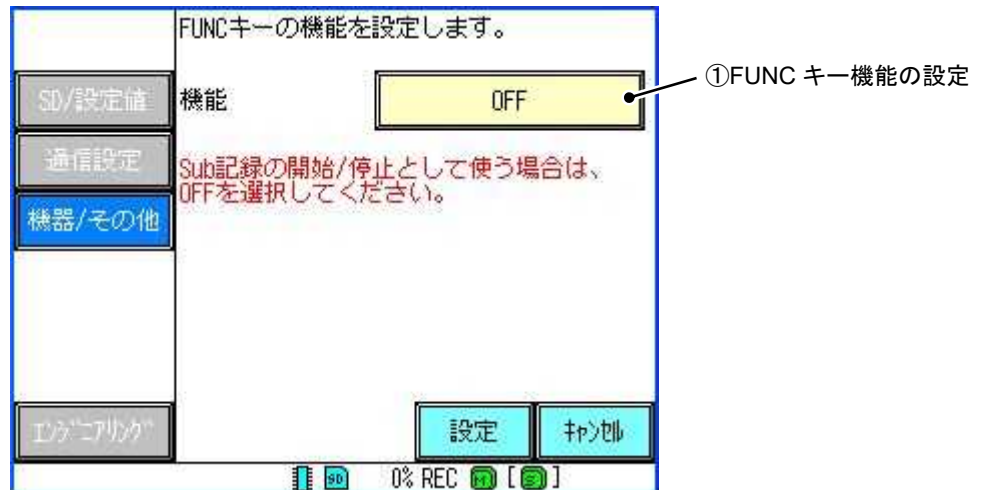 FUNCキーの機能を設定します。
①FUNC キー機能の設定
SD/設定値
機能
OFF
通信設定
Sub記録の開始/停止として使う場合は、
OFFを選択してください。
機器/その他
ｴﾝｼﾞﾆｱﾘﾝｸﾞ
設定
ｷｬﾝｾﾙ
SD
0% REC M [S]